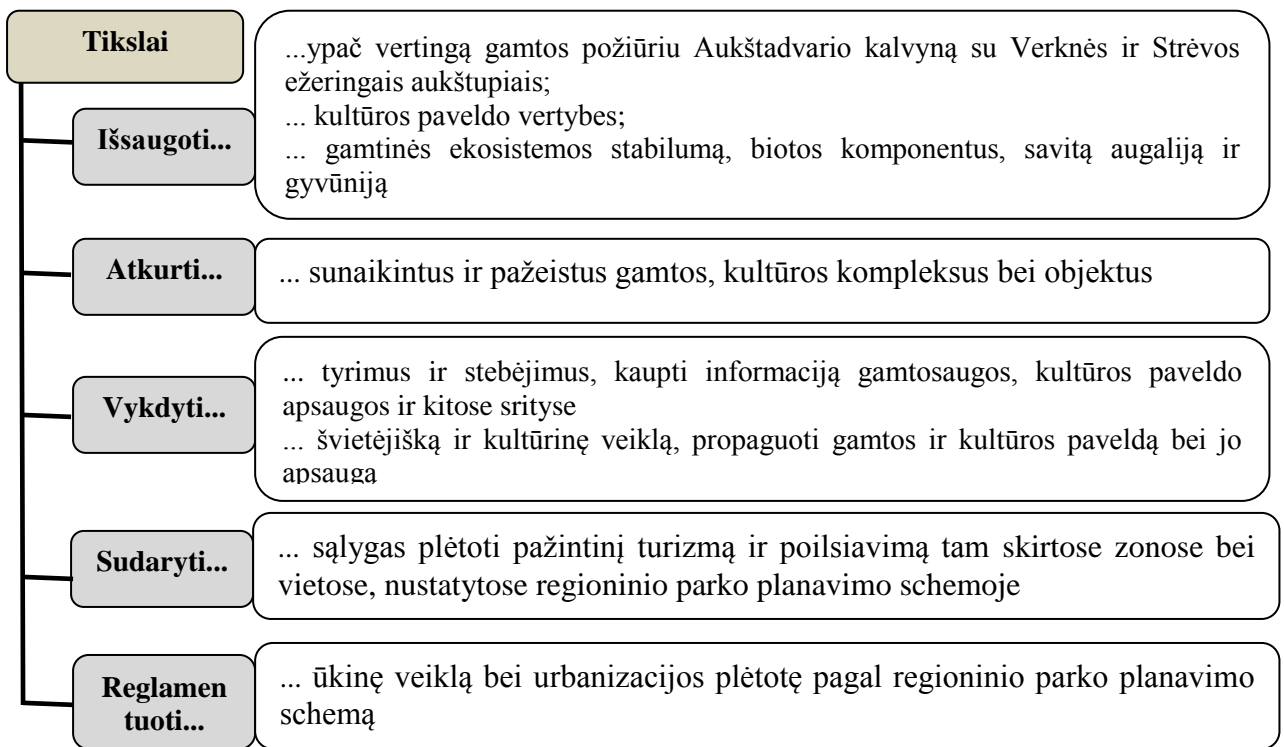 Tikslai
Išsaugoti...
...ypač vertingą gamtos požiūriu Aukštadvario kalvyną su Verknės ir Strėvos
ežeringais aukštupiais;
... kultūros paveldo vertybes;
... gamtinės ekosistemos stabilumą, biotos komponentus, savitą augaliją ir
gyvūniją
Atkurti...
... sunaikintus ir pažeistus gamtos, kultūros kompleksus bei objektus
Vykdyti...
... tyrimus ir stebėjimus, kaupti informaciją gamtosaugos, kultūros paveldo
apsaugos ir kitose srityse
... švietėjišką ir kultūrinę veiklą, propaguoti gamtos ir kultūros paveldą bei jo
apsaugą
Sudaryti...
... sąlygas plėtoti pažintinį turizmą ir poilsiavimą tam skirtose zonose bei
vietose, nustatytose regioninio parko planavimo schemoje
Reglamen
tuoti...
... ūkinę veiklą bei urbanizacijos plėtotę pagal regioninio parko planavimo
schemą